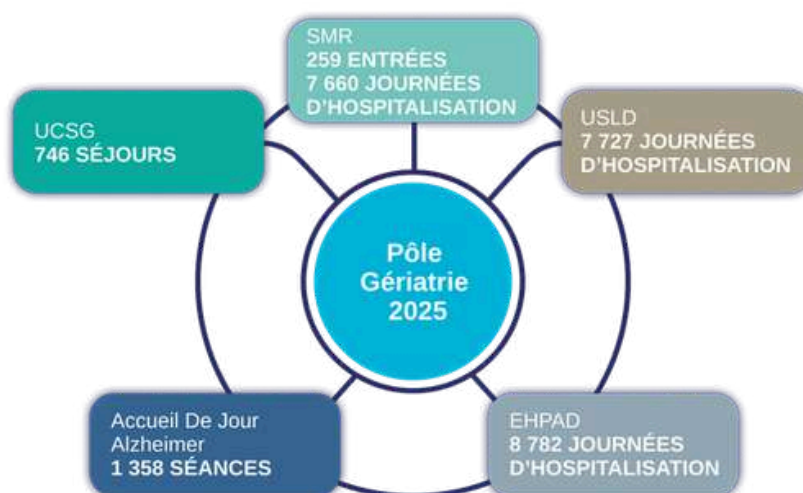 SMR
259 ENTRÉES
7 660 JOURNÉES
D'HOSPITALISATION
UCSG
746 SÉJOURS
USLD
7 727 JOURNÉES
D'HOSPITALISATION
Pôle
Gériatrie
2025
Accueil De Jour
Alzheimer
1 358 SÉANCES
EHPAD
8 782 JOURNÉES
D'HOSPITALISATION